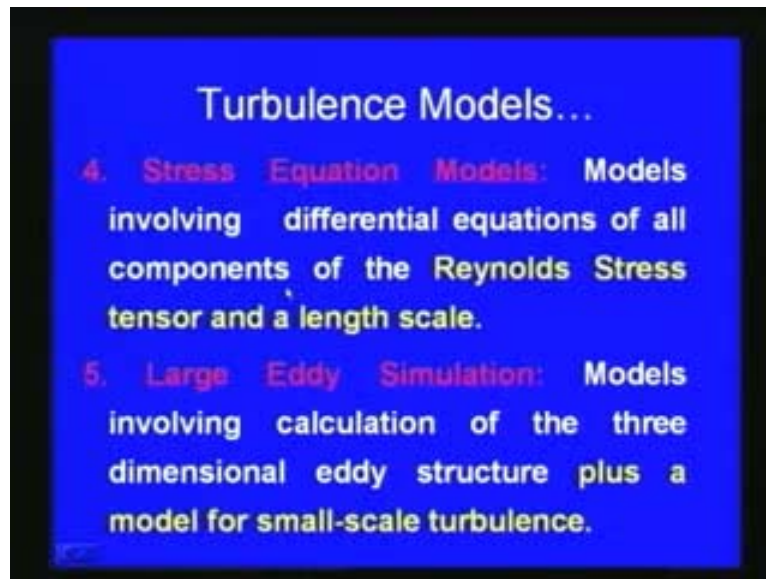 Turbulence Models...
4. Stress Equation Models: Models
involving differential equations of all
components of the Reynolds Stress
tensor and a length scale.
5. Large Eddy Simulation: Models
involving calculation of the three
dimensional eddy structure plus a
model for small-scale turbulence.